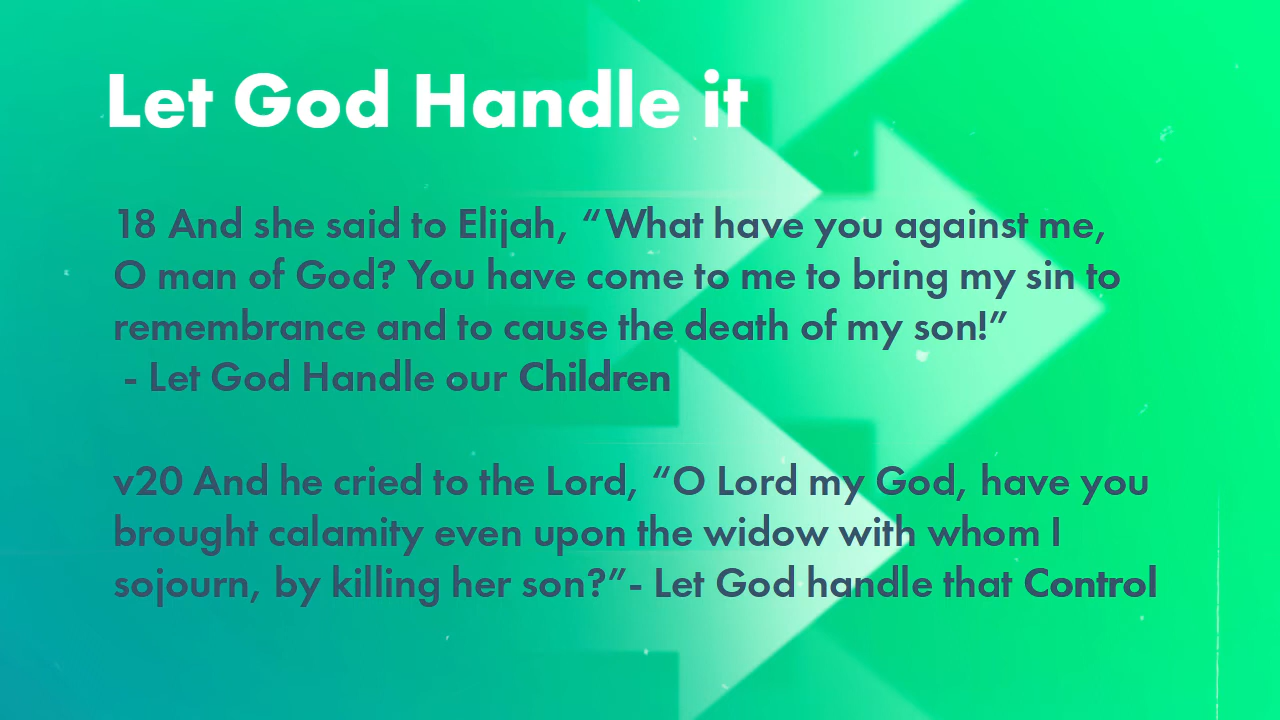 Let God Handle it
18 And she said to Elijah, “What have you against me,
O man of God? You have come to me to bring my sin to
remembrance and to cause the death of my son!”
- Let God Handle our Children
v20 And he cried to the Lord, “O Lord my God, have you
brought calamity even upon the widow with whom I
sojourn, by killing her son?”- Let God handle that Control